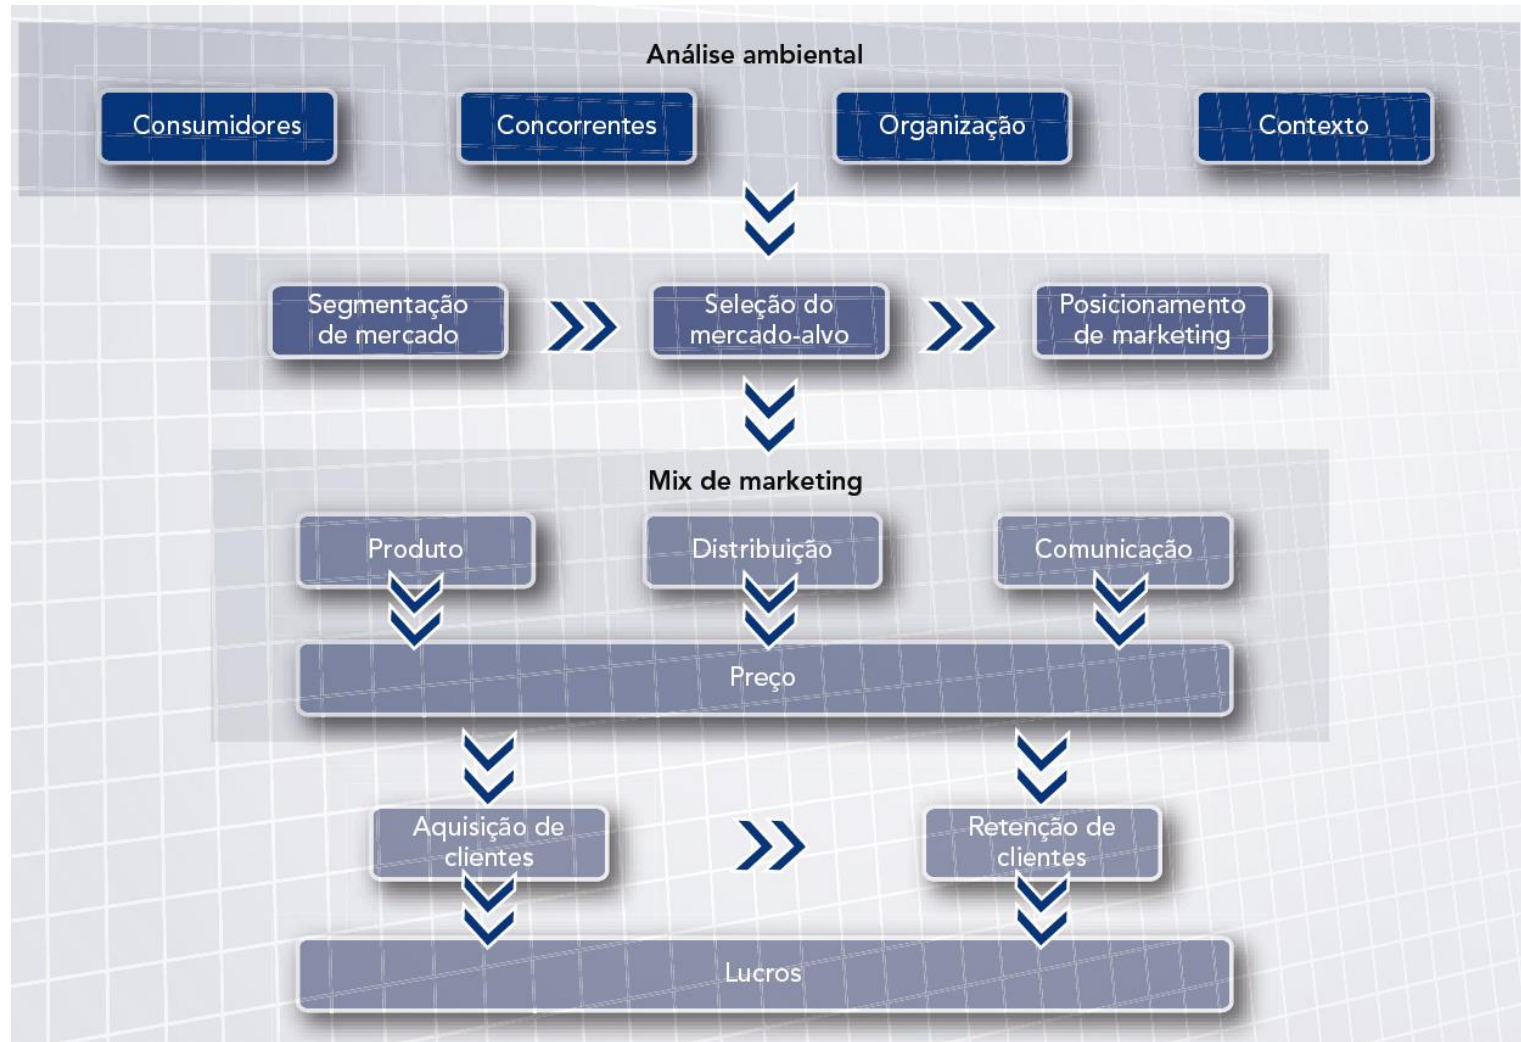 Análise ambiental
Consumidores
Concorrentes
Organização
Contexto
Segmentação
de mercado
Seleção do
mercado-alvo
Posicionamento
de marketing
Mix de marketing
Produto
Distribuição
Comunicação
Preço
Aquisição de
clientes
Retenção de
clientes
Lucros